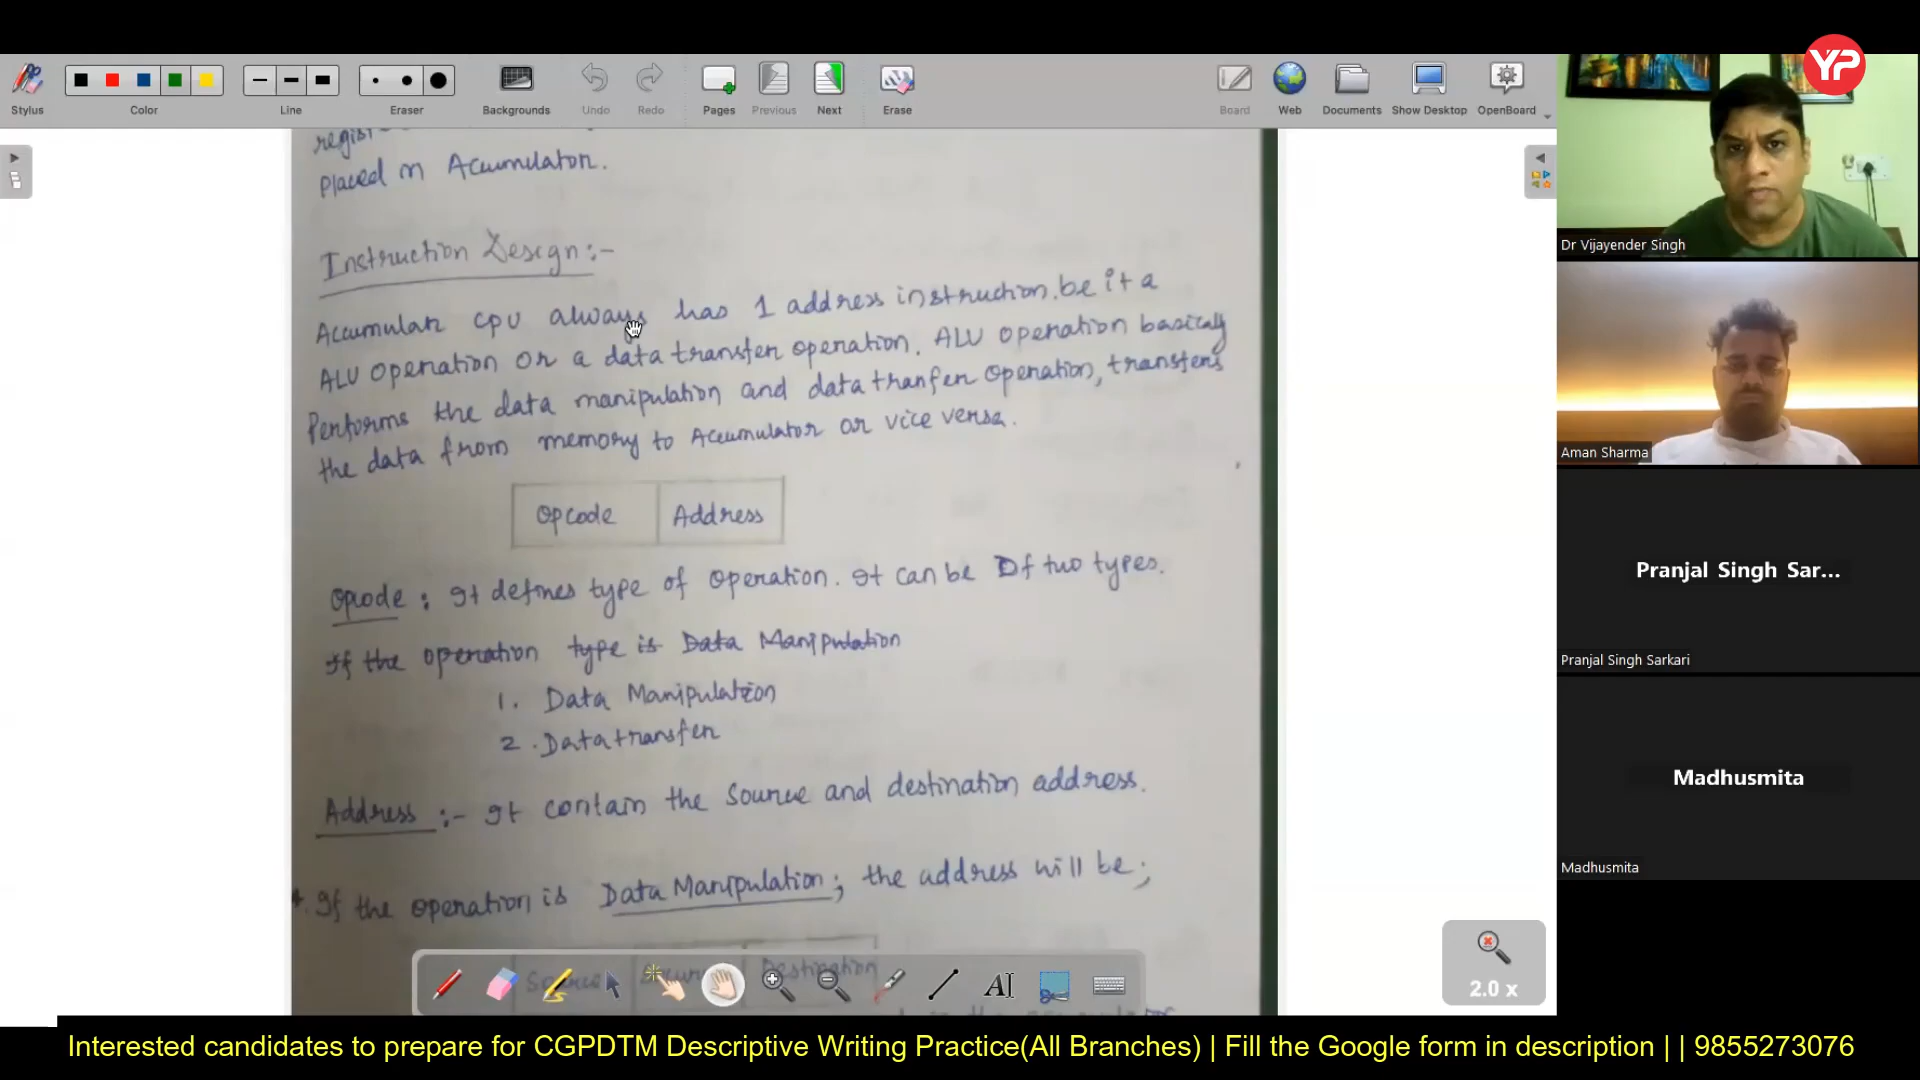 YP
Stylus
Color
Line
Eraser
Backgrounds
Undo
Redo
Pages
Previous
Next
Erase
Board
Web
Documents
Show Desktop
OpenBoard
placed in Accumulator.
Instruction Design:-
Accumulator CPU always has 1 address instruction. be it a
ALU operation or a data transfer operation. ALU operation basically
Performs the data manipulation and data tranfer operation, transfers
the data from memory to Accumulator or vice versa.
Opcode Address
Opcode : It defines type of operation. It can be Of two types.
If the operation type is Data Manipulation
1. Data Manipulation
2. Data transfer
Address :- It contain the Source and destination address.
If the operation is Data Manipulation; the address will be;
Source Destination
2.0 x
Dr Vijayender Singh
Aman Sharma
Pranjal Singh Sar...
Pranjal Singh Sarkari
Madhusmita
Madhusmita
Interested candidates to prepare for CGPDTM Descriptive Writing Practice(All Branches) | Fill the Google form in description | | 9855273076